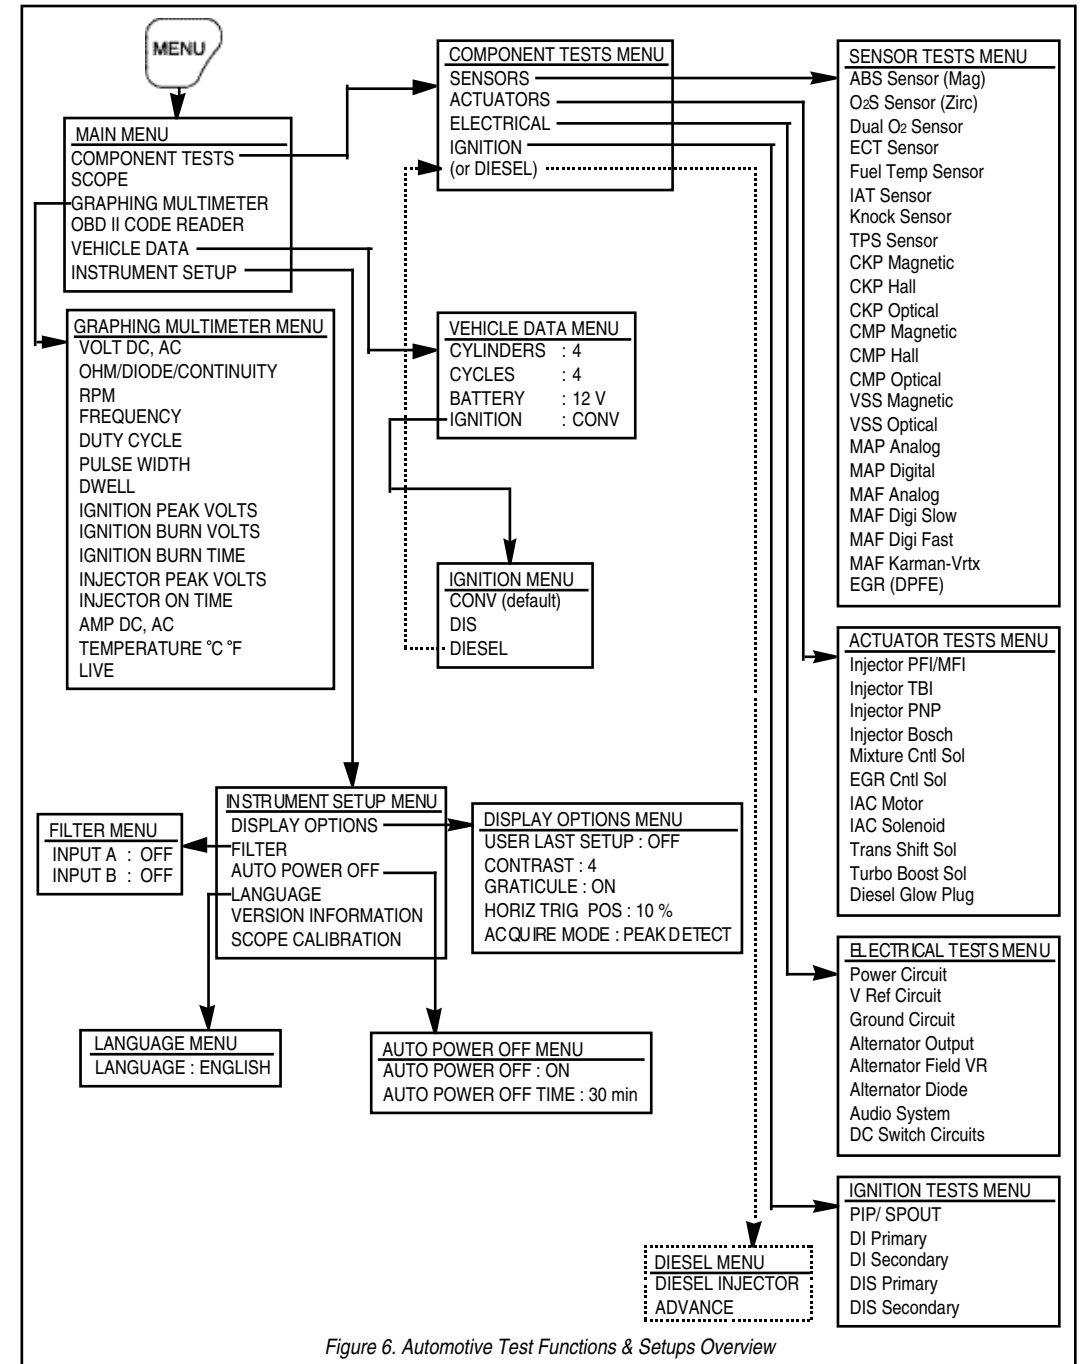 MENU
MAIN MENU
COMPONENT TESTS
SCOPE
GRAPHING MULTIMETER
OBD II CODE READER
VEHICLE DATA
INSTRUMENT SETUP
COMPONENT TESTS MENU
SENSORS
ACTUATORS
ELECTRICAL
IGNITION
(or DIESEL)
SENSOR TESTS MENU
ABS Sensor (Mag)
O2S Sensor (Zirc)
Dual O2 Sensor
ECT Sensor
Fuel Temp Sensor
IAT Sensor
Knock Sensor
TPS Sensor
CKP Magnetic
CKP Hall
CKP Optical
CMP Magnetic
CMP Hall
CMP Optical
VSS Magnetic
VSS Optical
MAP Analog
MAP Digital
MAF Analog
MAF Digi Slow
MAF Digi Fast
MAF Karman-Vrtx
EGR (DPFE)
GRAPHING MULTIMETER MENU
VOLT DC, AC
OHM/DIODE/CONTINUITY
RPM
FREQUENCY
DUTY CYCLE
PULSE WIDTH
DWELL
IGNITION PEAK VOLTS
IGNITION BURN VOLTS
IGNITION BURN TIME
INJECTOR PEAK VOLTS
INJECTOR ON TIME
AMP DC, AC
TEMPERATURE °C °F
LIVE
VEHICLE DATA MENU
CYLINDERS : 4
CYCLES : 4
BATTERY : 12 V
IGNITION : CONV
IGNITION MENU
CONV (default)
DIS
DIESEL
ACTUATOR TESTS MENU
Injector PFI/MFI
Injector TBI
Injector PNP
Injector Bosch
Mixture Cntl Sol
EGR Cntl Sol
IAC Motor
IAC Solenoid
Trans Shift Sol
Turbo Boost Sol
Diesel Glow Plug
INSTRUMENT SETUP MENU
DISPLAY OPTIONS
FILTER
AUTO POWER OFF
LANGUAGE
VERSION INFORMATION
SCOPE CALIBRATION
FILTER MENU
INPUT A : OFF
INPUT B : OFF
DISPLAY OPTIONS MENU
USER LAST SETUP : OFF
CONTRAST : 4
GRATICULE : ON
HORIZ TRIG POS : 10 %
ACQUIRE MODE : PEAK DETECT
ELECTRICAL TESTS MENU
Power Circuit
V Ref Circuit
Ground Circuit
Alternator Output
Alternator Field VR
Alternator Diode
Audio System
DC Switch Circuits
LANGUAGE MENU
LANGUAGE : ENGLISH
AUTO POWER OFF MENU
AUTO POWER OFF : ON
AUTO POWER OFF TIME : 30 min
IGNITION TESTS MENU
PIP/ SPOUT
DI Primary
DI Secondary
DIS Primary
DIS Secondary
DIESEL MENU
DIESEL INJECTOR
ADVANCE
Figure 6. Automotive Test Functions & Setups Overview